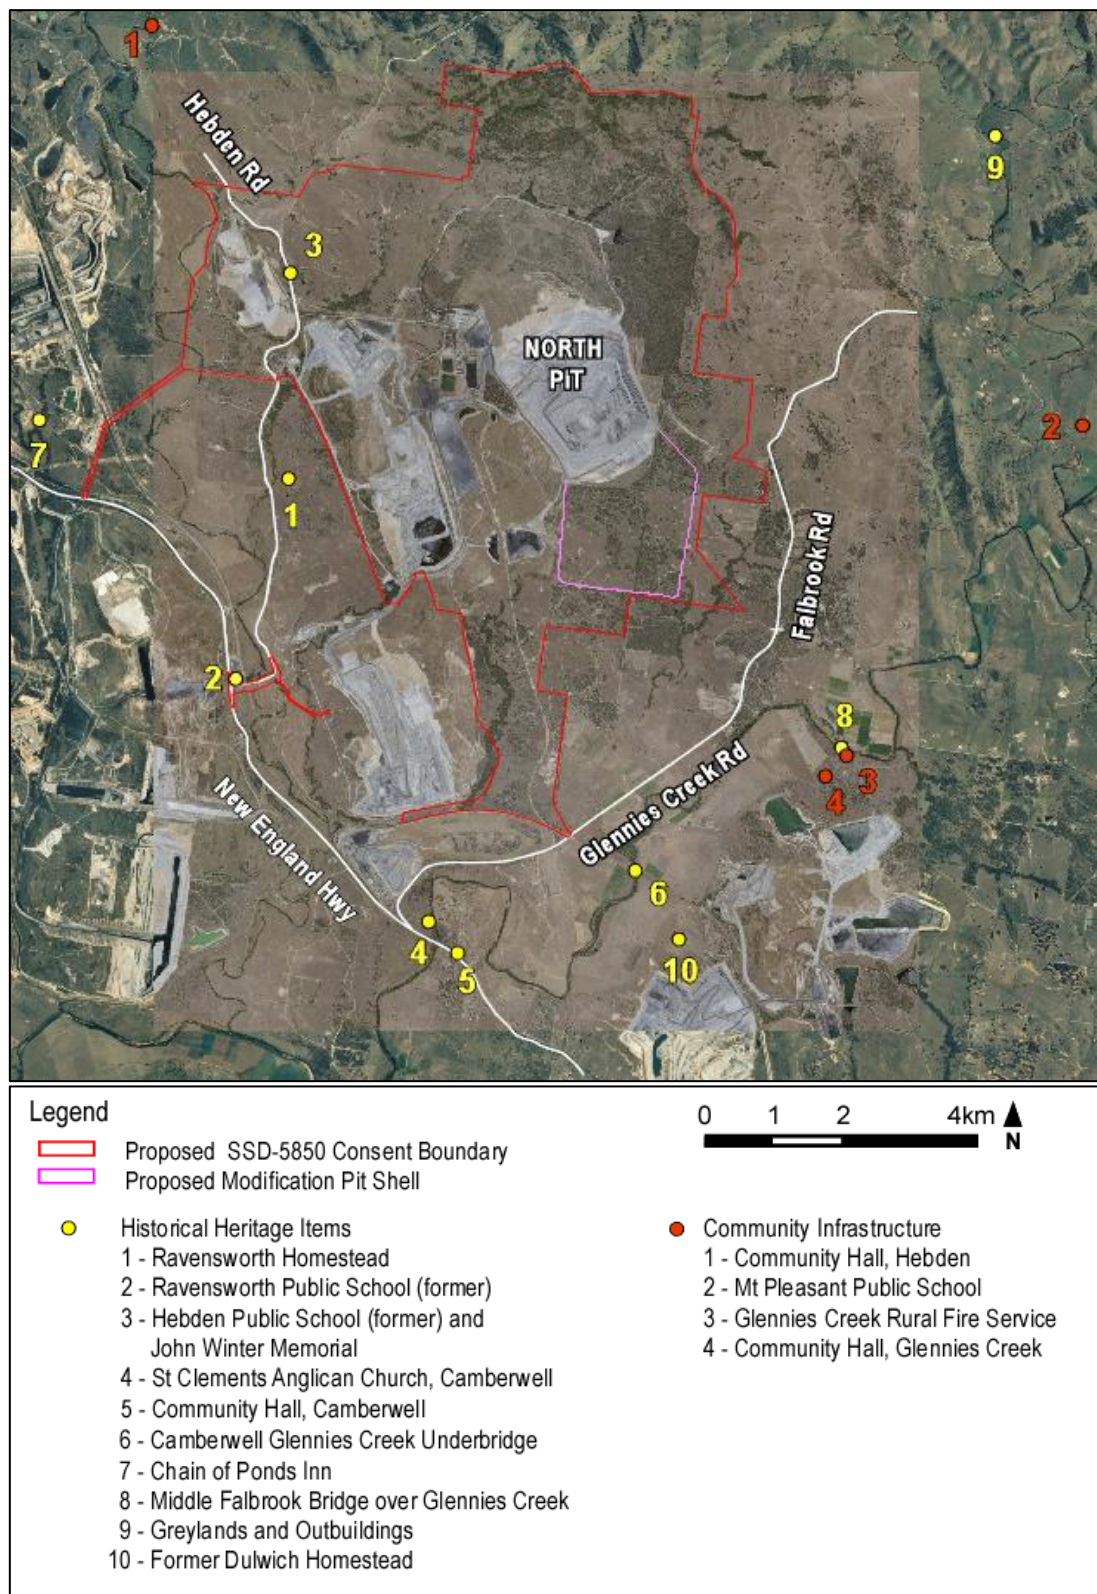 1
Hebden Rd
9
3
NORTH
PIT
2
7
1
Falbrook Rd
2
8
3
4
Glennies Creek Rd
New England Hwy
6
4
5
10
Legend
0 1 2 4km
N
Proposed SSD-5850 Consent Boundary
Proposed Modification Pit Shell
Historical Heritage Items
1 - Ravensworth Homestead
2 - Ravensworth Public School (former)
3 - Hebden Public School (former) and
John Winter Memorial
4 - St Clements Anglican Church, Camberwell
5 - Community Hall, Camberwell
6 - Camberwell Glennies Creek Underbridge
7 - Chain of Ponds Inn
8 - Middle Falbrook Bridge over Glennies Creek
9 - Greylands and Outbuildings
10 - Former Dulwich Homestead
Community Infrastructure
1 - Community Hall, Hebden
2 - Mt Pleasant Public School
3 - Glennies Creek Rural Fire Service
4 - Community Hall, Glennies Creek